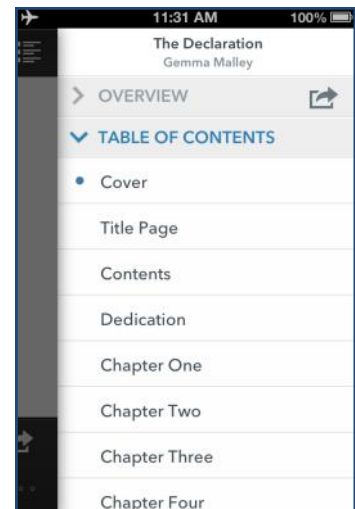 11:31 AM 100%
The Declaration
Gemma Malley
OVERVIEW
TABLE OF CONTENTS
Cover
Title Page
Contents
Dedication
Chapter One
Chapter Two
Chapter Three
Chapter Four